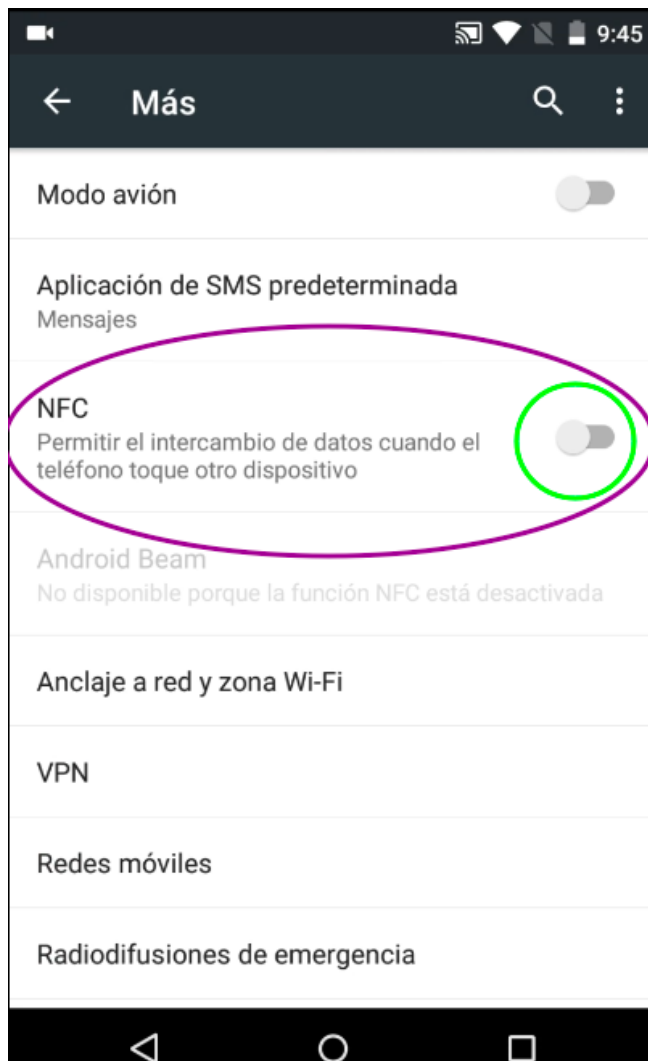 9:45
Más
Modo avión
Aplicación de SMS predeterminada
Mensajes
NFC
Permitir el intercambio de datos cuando el
teléfono toque otro dispositivo
Android Beam
No disponible porque la función NFC está desactivada
Anclaje a red y zona Wi-Fi
VPN
Redes móviles
Radiodifusiones de emergencia